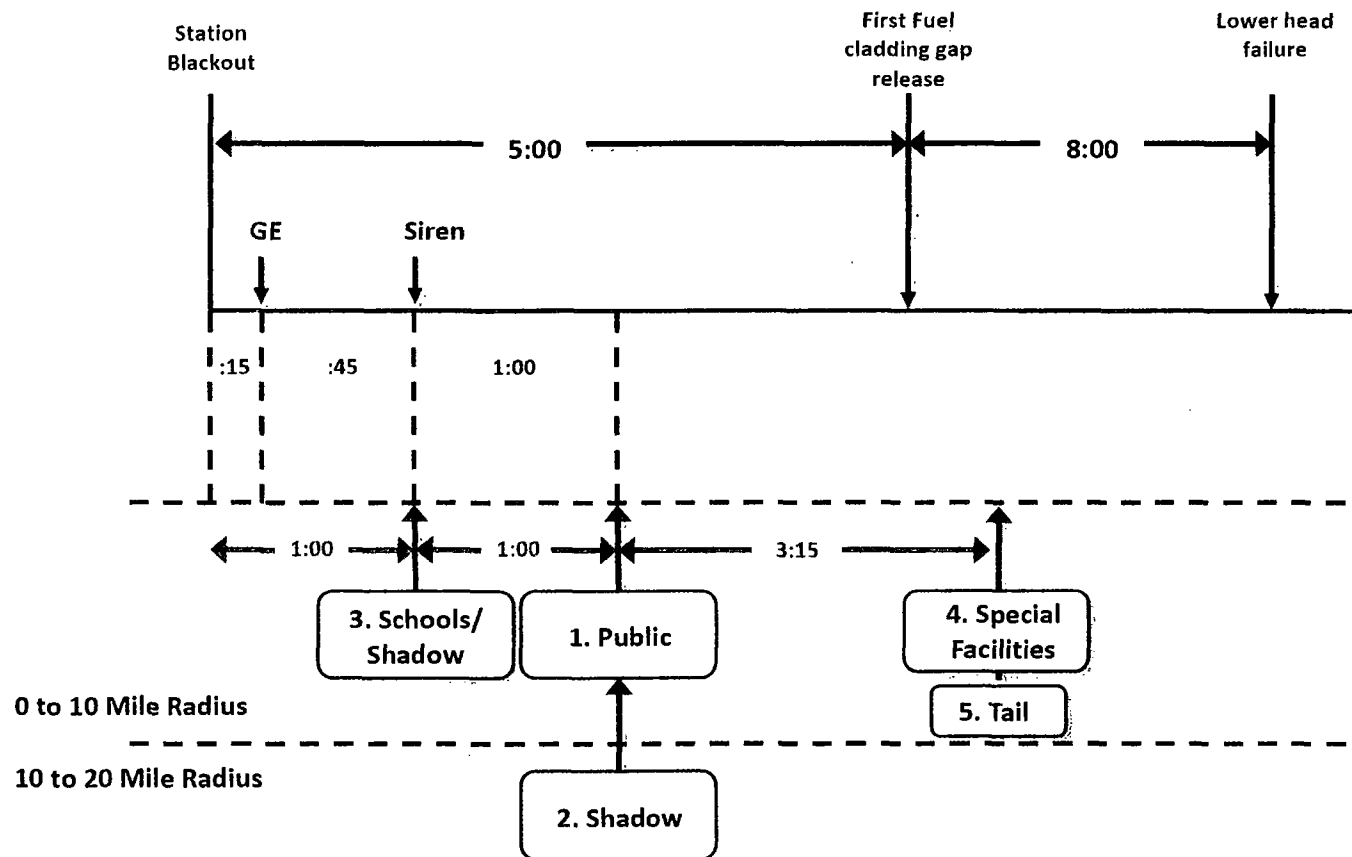 Station
Blackout
First Fuel
cladding gap
release
Lower head
failure
5:00
8:00
GE
Siren
:15
:45
1:00
1:00
1:00
3:15
3. Schools/
Shadow
1. Public
4. Special
Facilities
5. Tail
0 to 10 Mile Radius
10 to 20 Mile Radius
2. Shadow